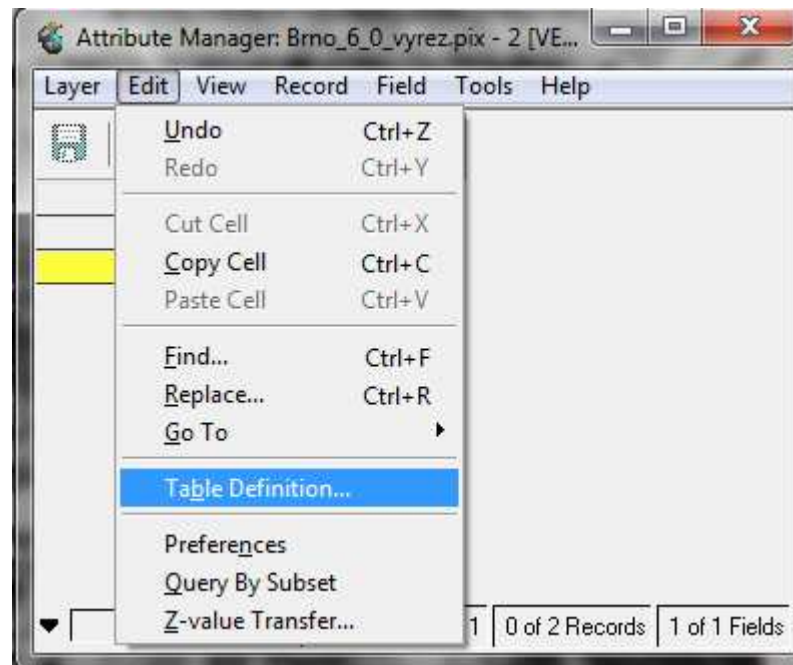 Attribute Manager: Brno_6_0_vyrez.pix - 2 [VE...
Layer Edit View Record Field Tools Help
Undo Ctrl+Z
Redo Ctrl+Y
Cut Cell Ctrl+X
Copy Cell Ctrl+C
Paste Cell Ctrl+V
Find... Ctrl+F
Replace... Ctrl+R
Go To
Table Definition...
Preferences
Query By Subset
Z-value Transfer...
1 0 of 2 Records 1 of 1 Fields